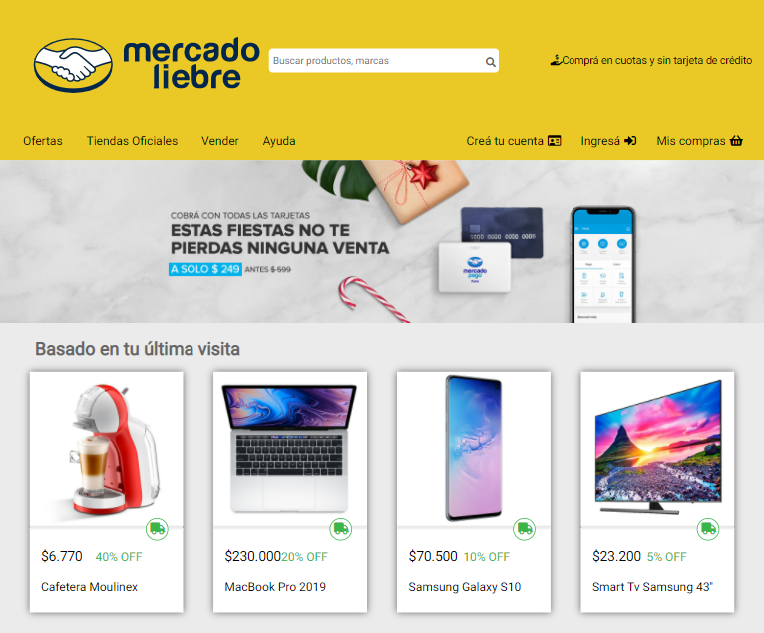 mercado
liebre
Buscar productos, marcas
Comprá en cuotas y sin tarjeta de crédito
Ofertas Tiendas Oficiales Vender Ayuda Creá tu cuenta Ingresá Mis compras
COBRÁ CON TODAS LAS TARJETAS
ESTAS FIESTAS NO TE
PIERDAS NINGUNA VENTA
A SOLO $ 249 ANTES $ 599
mercado
pago
Basado en tu última visita
$6.770 40% OFF
Cafetera Moulinex
$230.000 20% OFF
MacBook Pro 2019
$70.500 10% OFF
Samsung Galaxy S10
$23.200 5% OFF
Smart Tv Samsung 43"